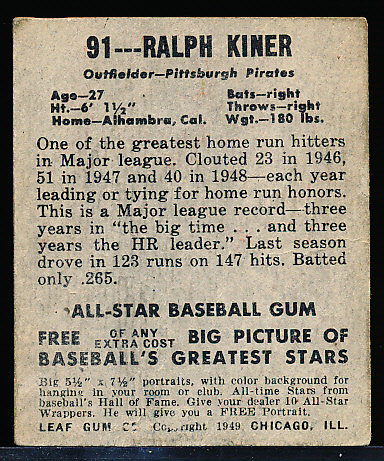 91---RALPH KINER
Outfielder—Pittsburgh Pirates
Age—27 Bats—right
Ht.—6' 1½" Throws—right
Home—Alhambra, Cal. Wgt.—180 lbs.
One of the greatest home run hitters
in Major league. Clouted 23 in 1946,
51 in 1947 and 40 in 1948—each year
leading or tying for home run honors.
This is a Major league record—three
years in "the big time . . . and three
years the HR leader." Last season
drove in 123 runs on 147 hits. Batted
only .265.
ALL-STAR BASEBALL GUM
FREE OF ANY EXTRA COST BIG PICTURE OF
BASEBALL'S GREATEST STARS
Big 5½" x 7½" portraits, with color background for
hanging in your room or club. All-time Stars from
baseball's Hall of Fame. Give your dealer 10 All-Star
Wrappers. He will give you a FREE Portrait.
LEAF GUM Copyright 1949 CHICAGO, ILL.